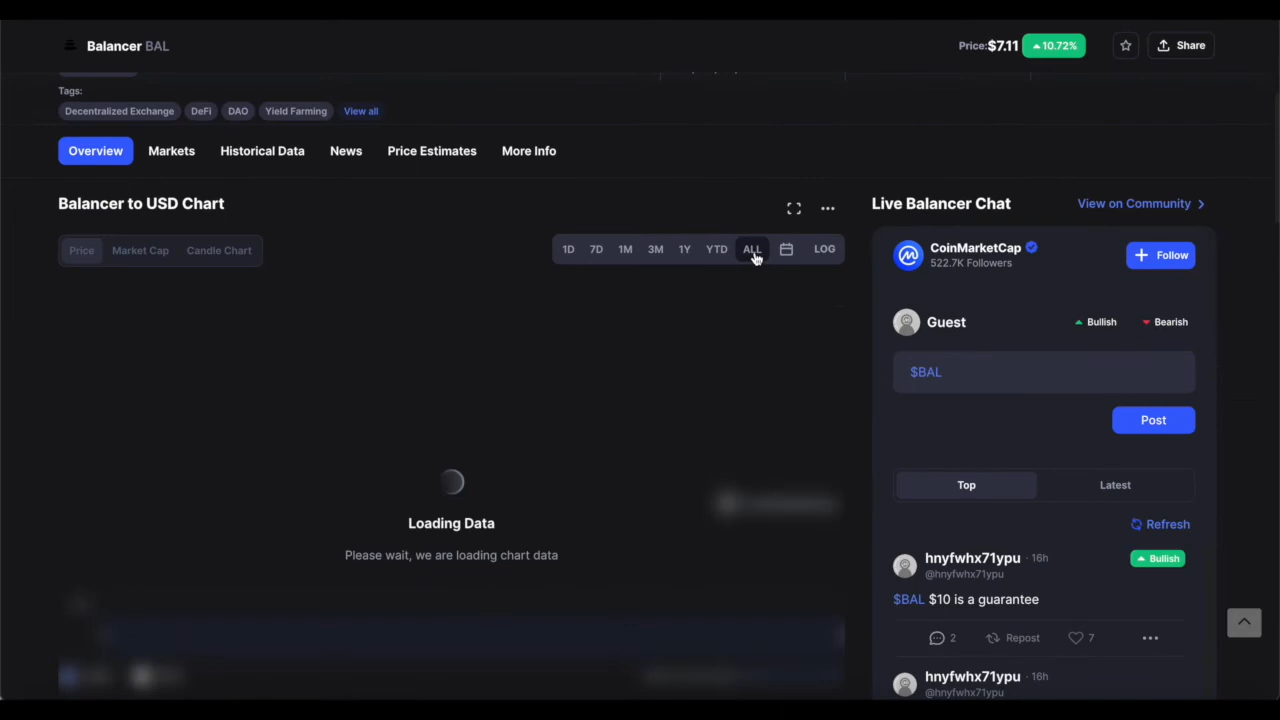 Balancer BAL
Price:$7.11 10.72%
Share
Tags:
Decentralized Exchange DeFi DAO Yield Farming View all
Overview Markets Historical Data News Price Estimates More Info
Balancer to USD Chart
Price Market Cap Candle Chart
1D 7D 1M 3M 1Y YTD ALL LOG
Loading Data
Please wait, we are loading chart data
Live Balancer Chat
View on Community
CoinMarketCap
522.7K Followers
Follow
Guest
Bullish Bearish
$BAL
Post
Top Latest
Refresh
hnyfwhx71ypu · 16h
@hnyfwhx71ypu
Bullish
$BAL $10 is a guarantee
2 Repost 7
hnyfwhx71ypu · 16h
@hnyfwhx71ypu